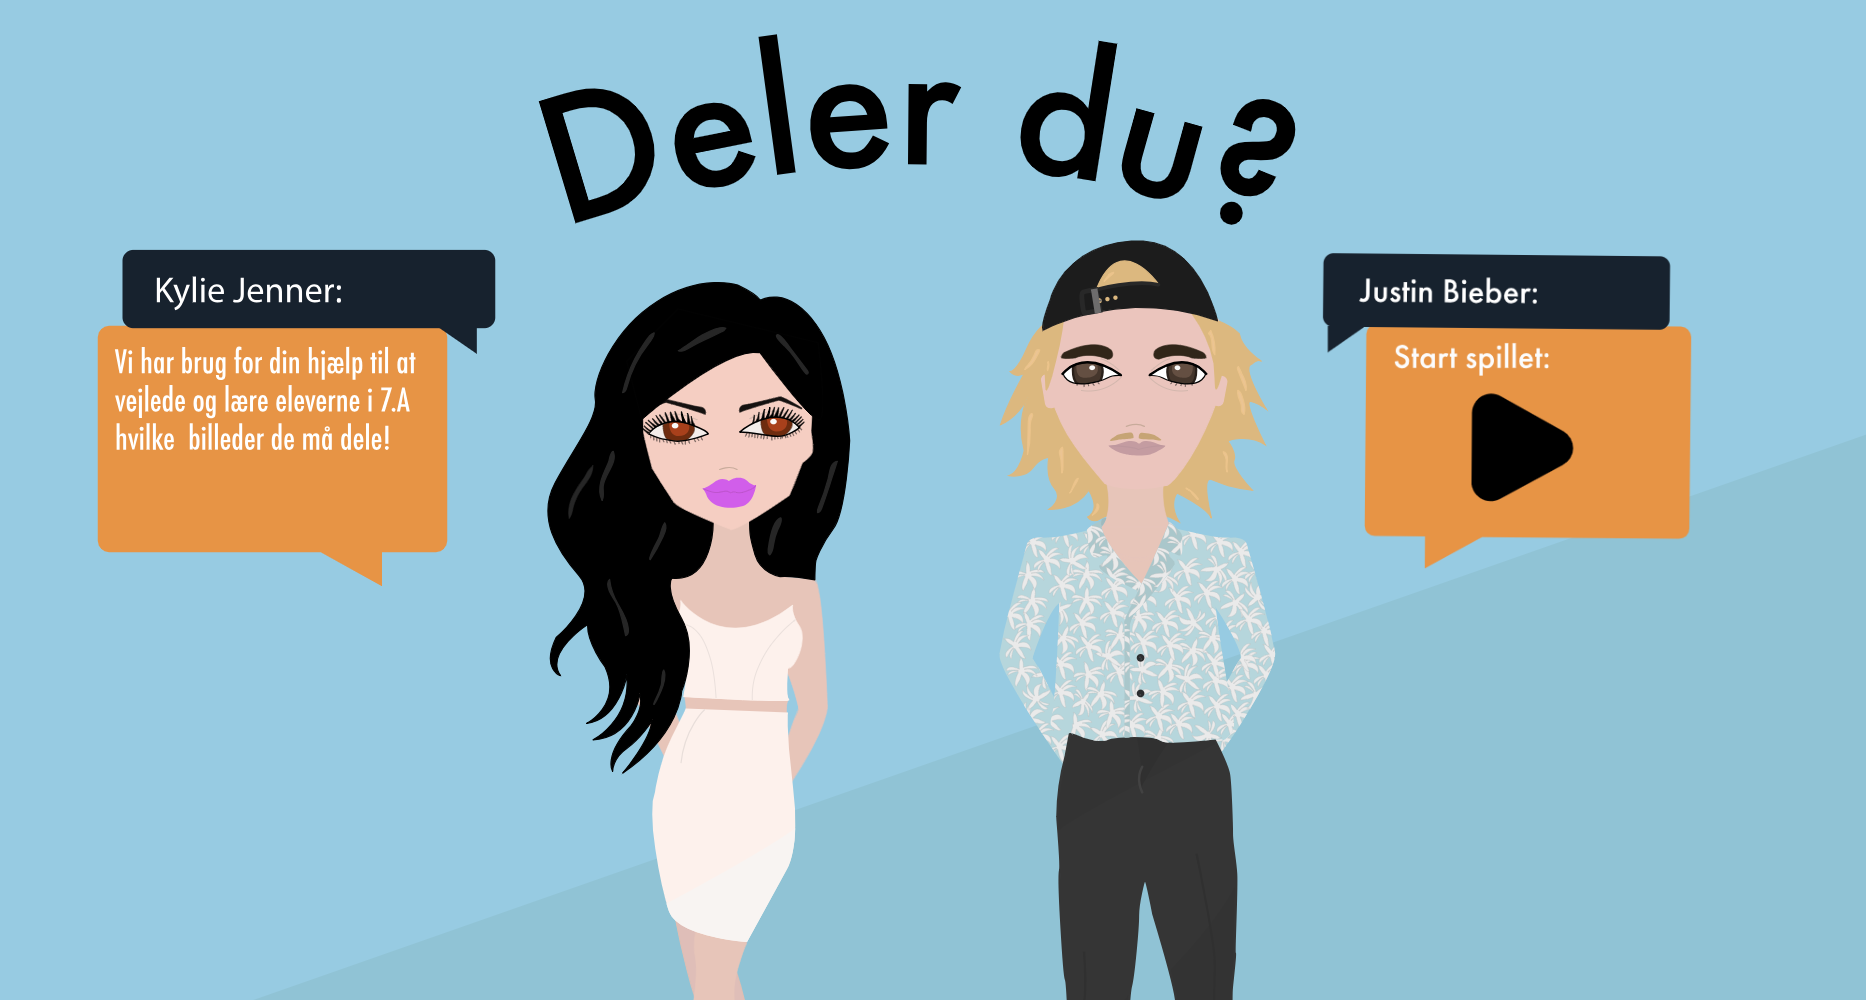 Deler du?
Kylie Jenner:
Vi har brug for din hjælp til at
vejlede og lære eleverne i 7.A
hvilke  billeder de må dele!
Justin Bieber:
Start spillet: